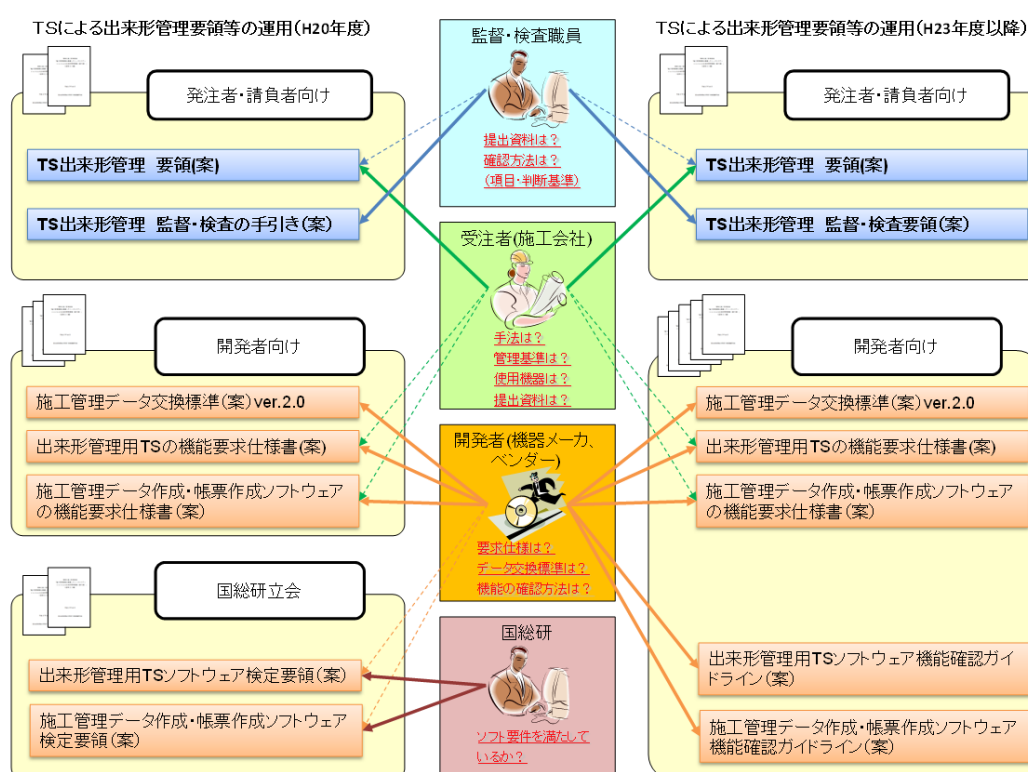 TSによる出来形管理要領等の運用(H20年度)
発注者・請負者向け
TS出来形管理 要領(案)
TS出来形管理 監督・検査の手引き(案)
開発者向け
施工管理データ交換標準(案)ver.2.0
出来形管理用TSの機能要求仕様書(案)
施工管理データ作成・帳票作成ソフトウェア
の機能要求仕様書(案)
国総研立会
出来形管理用TSソフトウェア検定要領(案)
施工管理データ作成・帳票作成ソフトウェア
検定要領(案)
監督・検査職員
提出資料は?
確認方法は?
(項目・判断基準)
受注者(施工会社)
手法は?
管理基準は?
使用機器は?
提出資料は?
開発者(機器メーカ、
ベンダー)
要求仕様は?
データ交換標準は?
機能の確認方法は?
国総研
ソフト要件を満たして
いるか?
TSによる出来形管理要領等の運用(H23年度以降)
発注者・請負者向け
TS出来形管理 要領(案)
TS出来形管理 監督・検査要領(案)
開発者向け
施工管理データ交換標準(案)ver.2.0
出来形管理用TSの機能要求仕様書(案)
施工管理データ作成・帳票作成ソフトウェア
の機能要求仕様書(案)
出来形管理用TSソフトウェア機能確認ガイ
ドライン(案)
施工管理データ作成・帳票作成ソフトウェア
機能確認ガイドライン(案)